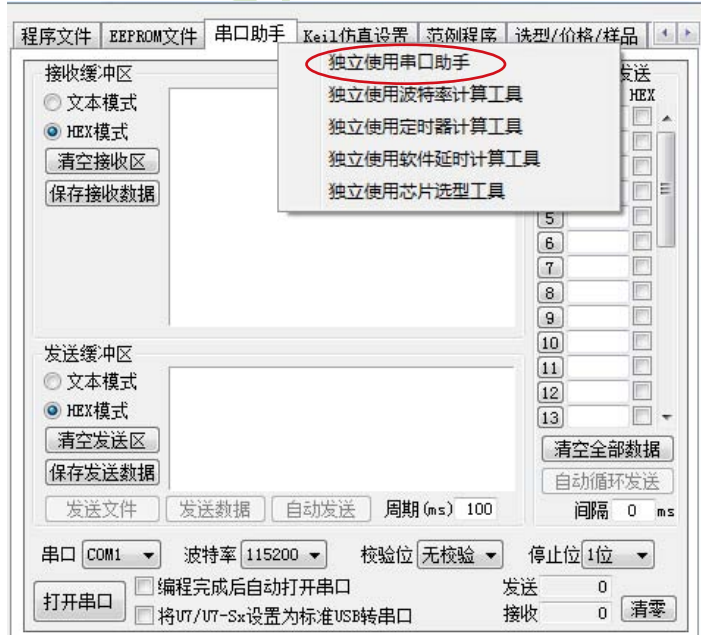 程序文件 EEPROM文件 串口助手 Keil仿真设置 范例程序 选型/价格/样品
独立使用串口助手
独立使用波特率计算工具
独立使用定时器计算工具
独立使用软件延时计算工具
独立使用芯片选型工具
接收缓冲区
文本模式
HEX模式
清空接收区
保存接收数据
发送
HEX
5
6
7
8
9
10
11
12
13
清空全部数据
自动循环发送
间隔 0 ms
发送缓冲区
文本模式
HEX模式
清空发送区
保存发送数据
发送文件 发送数据 自动发送 周期(ms) 100
串口 COM1 波特率 115200 校验位 无校验 停止位 1位
打开串口
编程完成后自动打开串口
将U7/U7-Sx设置为标准USB转串口
发送 0
接收 0
清零